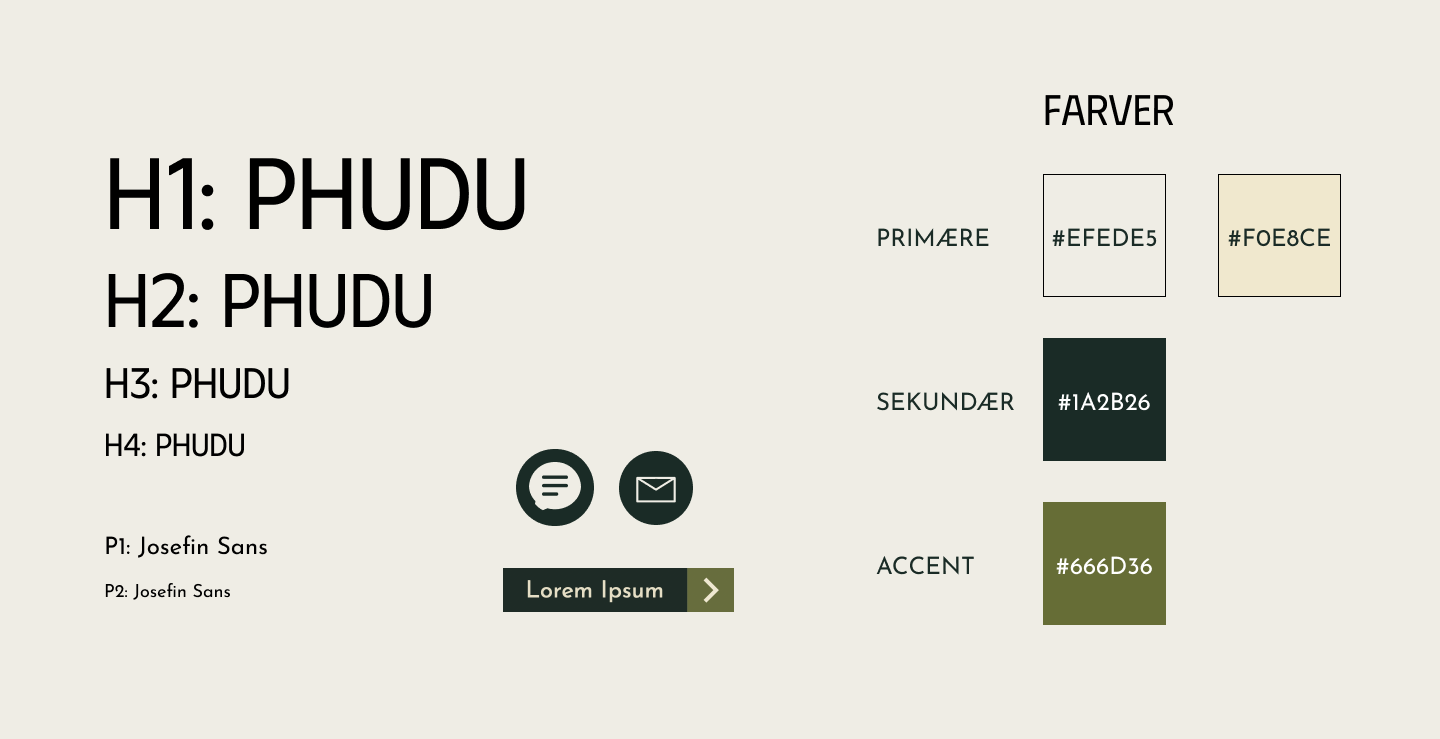 H1: PHUDU
H2: PHUDU
H3: PHUDU
H4: PHUDU
P1: Josefin Sans
P2: Josefin Sans
Lorem Ipsum
FARVER
PRIMÆRE #EFEDE5 #F0E8CE
SEKUNDÆR #1A2B26
ACCENT #666D36